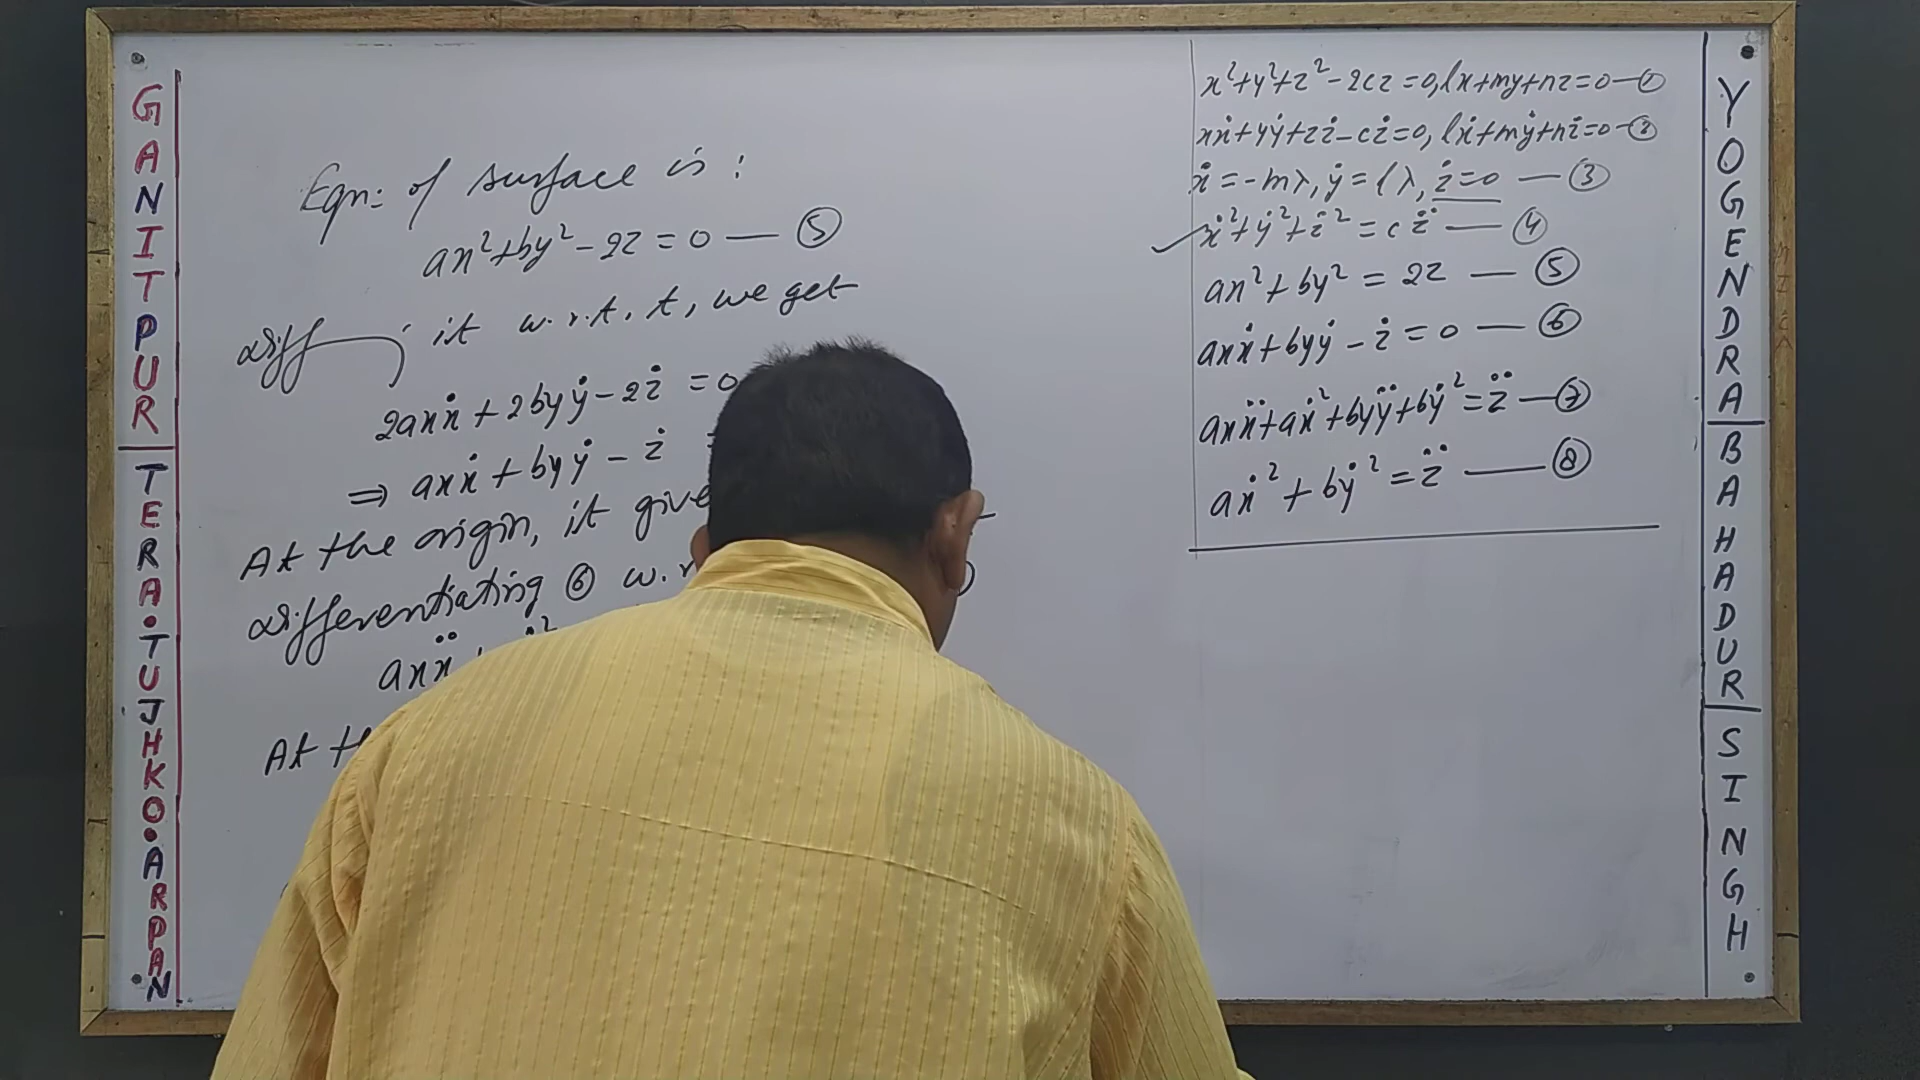 GANITPUR
TERA•TUJHKO•ARPAN
Eqn: of surface is:
ax²+by²-2z=0 — ⑤
Diff it w.r.t. t, we get
2axẋ + 2byẏ - 2ż = 0
⇒ axẋ + byẏ - ż
At the origin, it
Differentiating ⑥
axẍ
At
x²+y²+z²-2cz=0, lx+my+nz=0 — ①
xẋ+yẏ+zż-cż=0, lẋ+mẏ+nż=0 — ②
ẋ = -mλ, ẏ = lλ, ż=0 — ③
✓ ẋ²+ẏ²+ż² = c z̈ — ④
ax²+by² = 2z — ⑤
axẋ+byẏ-ż=0 — ⑥
axẍ+aẋ²+byÿ+bẏ²=z̈ — ⑦
aẋ²+bẏ²=z̈ — ⑧
YOGENDRA
BAHADUR
SINGH